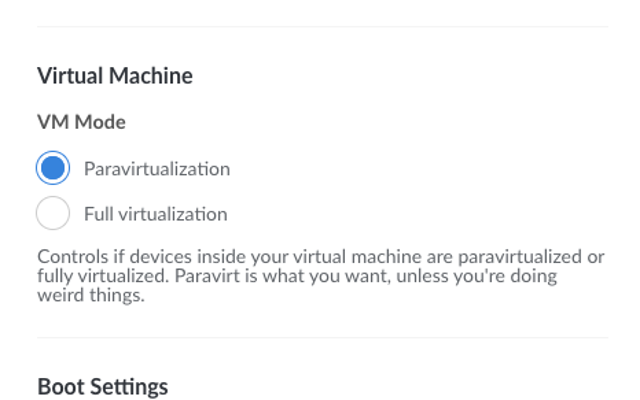 Virtual Machine
VM Mode
Paravirtualization
Full virtualization
Controls if devices inside your virtual machine are paravirtualized or
fully virtualized. Paravirt is what you want, unless you're doing
weird things.
Boot Settings